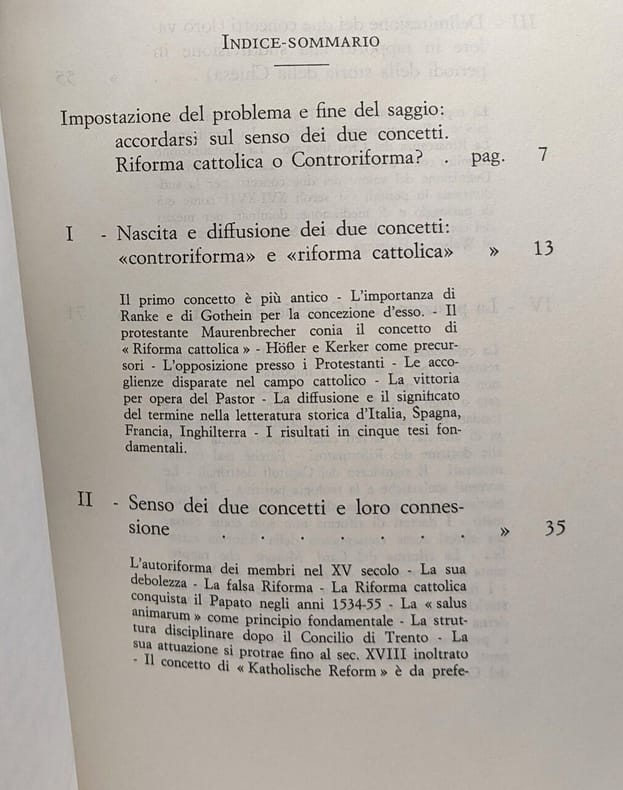 INDICE-SOMMARIO
Impostazione del problema e fine del saggio:
accordarsi sul senso dei due concetti.
Riforma cattolica o Controriforma? . pag. 7
I - Nascita e diffusione dei due concetti:
«controriforma» e «riforma cattolica» » 13
Il primo concetto è più antico - L'importanza di
Ranke e di Gothein per la concezione d'esso. - Il
protestante Maurenbrecher conia il concetto di
« Riforma cattolica » - Höfler e Kerker come precur-
sori - L'opposizione presso i Protestanti - Le acco-
glienze disparate nel campo cattolico - La vittoria
per opera del Pastor - La diffusione e il significato
del termine nella letteratura storica d'Italia, Spagna,
Francia, Inghilterra - I risultati in cinque tesi fon-
damentali.
II - Senso dei due concetti e loro connes-
sione . . . . . . . » 35
L'autoriforma dei membri nel XV secolo - La sua
debolezza - La falsa Riforma - La Riforma cattolica
conquista il Papato negli anni 1534-55 - La « salus
animarum » come principio fondamentale - La strut-
tura disciplinare dopo il Concilio di Trento - La
sua attuazione si protrae fino al sec. XVIII inoltrato
- Il concetto di « Katholische Reform » è da prefe-